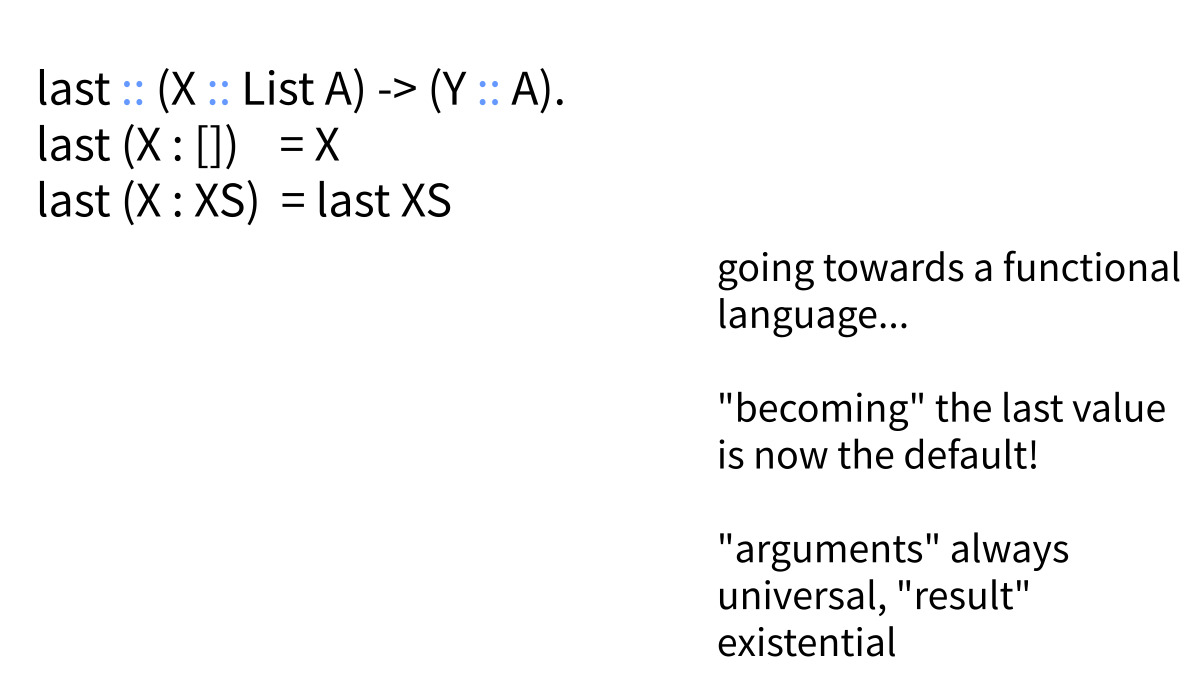 last :: (X :: List A) -> (Y :: A).
last (X : []) = X
last (X : XS) = last XS
going towards a functional
language...
"becoming" the last value
is now the default!
"arguments" always
universal, "result"
existential